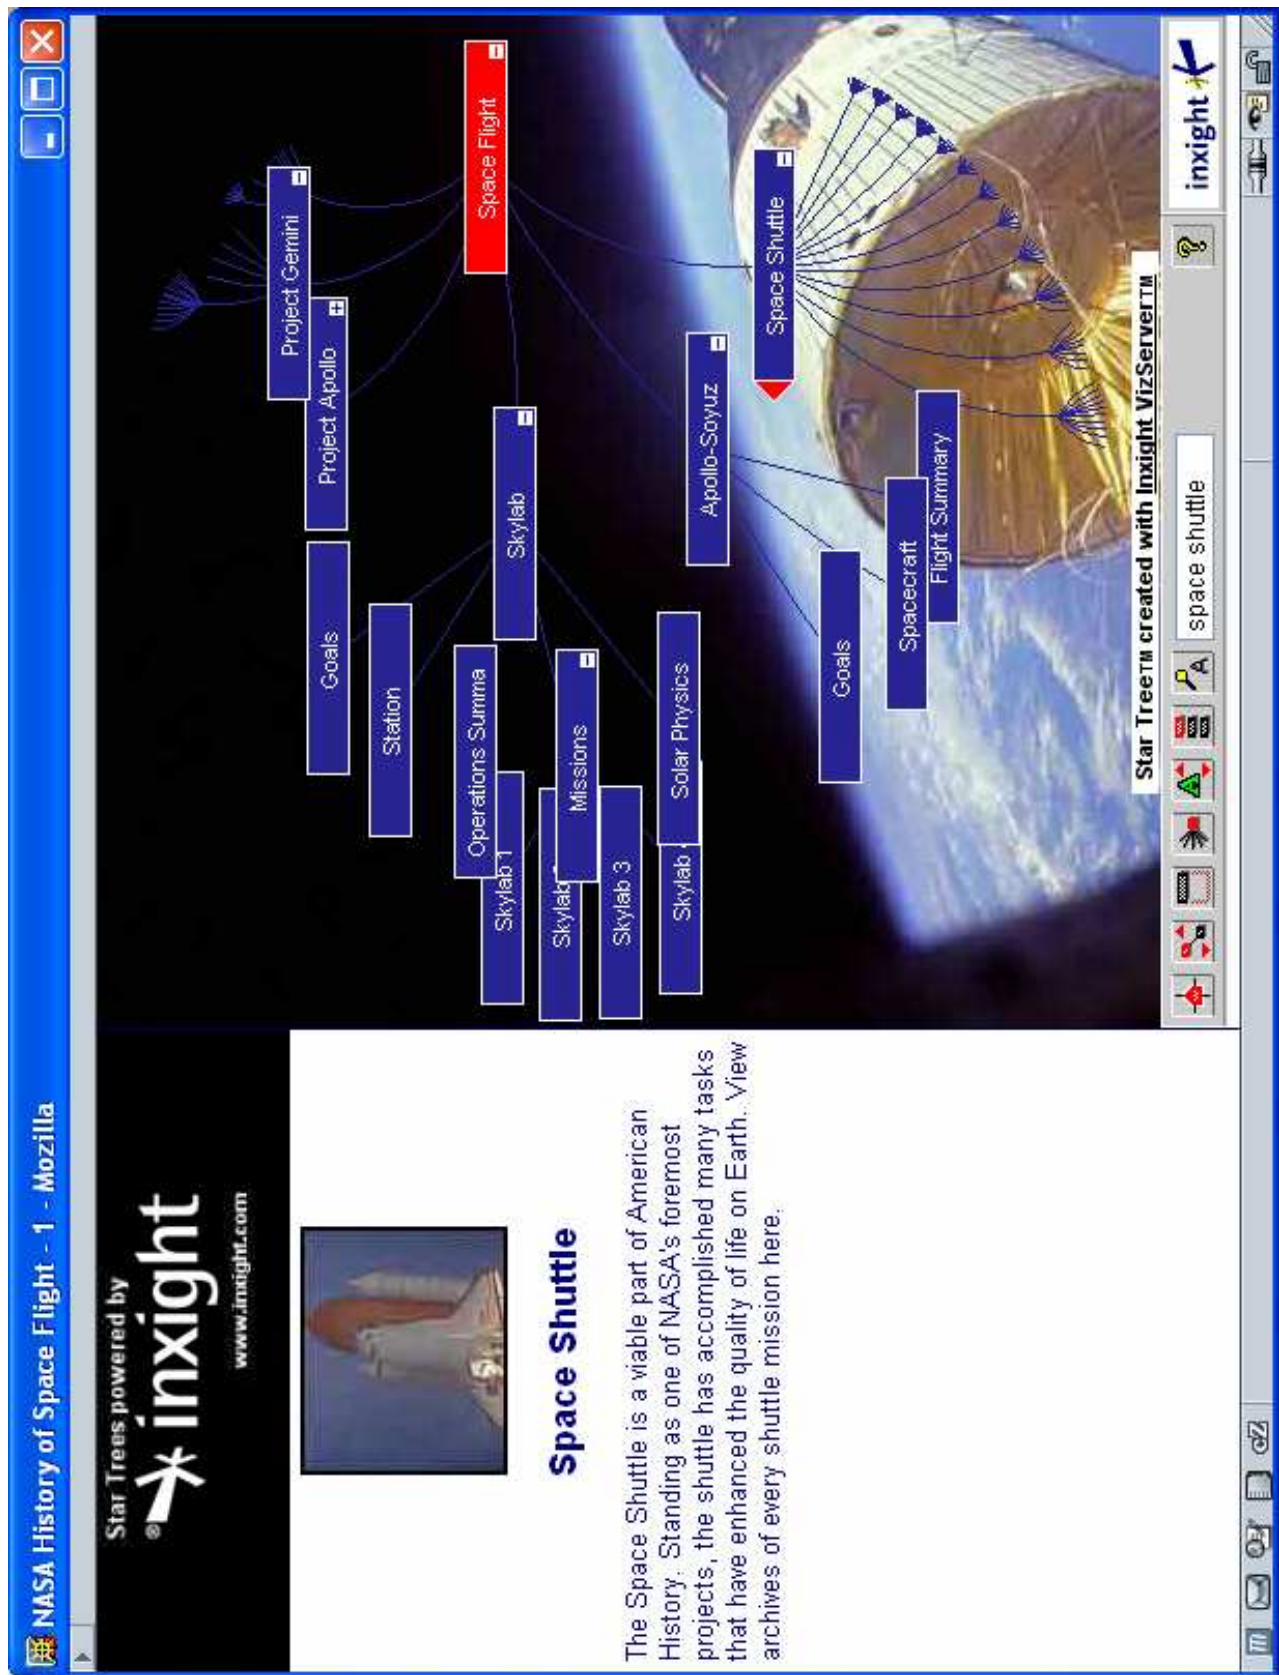 NASA History of Space Flight - 1 - Mozilla
Star Trees powered by
inxight
www.inxight.com
Space Shuttle
The Space Shuttle is a viable part of American
History. Standing as one of NASA's foremost
projects, the shuttle has accomplished many tasks
that have enhanced the quality of life on Earth. View
archives of every shuttle mission here.
Project Gemini
Project Apollo
Space Flight
Goals
Station
Operations Summa
Skylab 1
Skylab
Skylab
Missions
Skylab 3
Solar Physics
Skylab
Apollo-Soyuz
Space Shuttle
Goals
Spacecraft
Flight Summary
Star Tree™ created with Inxight VizServer™
space shuttle
inxight